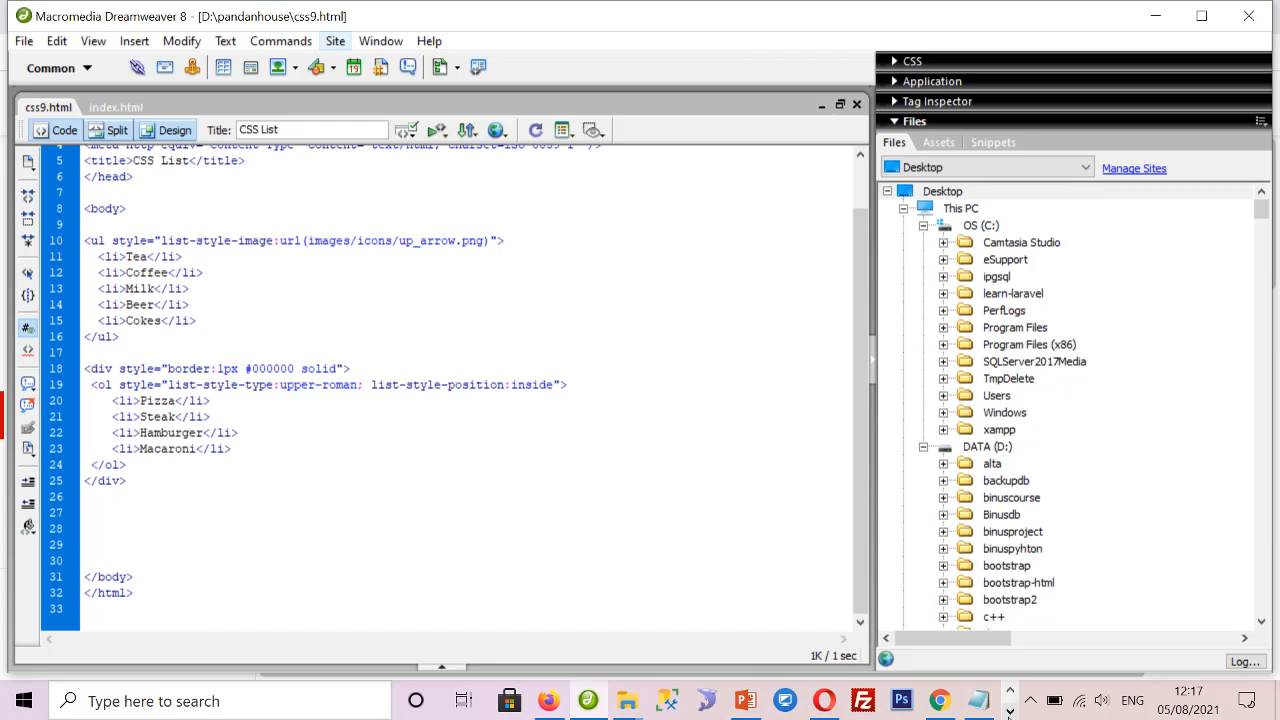 Macromedia Dreamweaver 8 - [D:\pandanhouse\css9.html]
File Edit View Insert Modify Text Commands Site Window Help
Common
CSS
Application
Tag Inspector
Files
css9.html index.html
Code Split Design Title: CSS List
Files Assets Snippets
Desktop Manage Sites
5 <title>CSS List</title>
6 </head>
7
8 <body>
9
10 <ul style="list-style-image:url(images/icons/up_arrow.png)">
11 <li>Tea</li>
12 <li>Coffee</li>
13 <li>Milk</li>
14 <li>Beer</li>
15 <li>Cokes</li>
16 </ul>
17
18 <div style="border:1px #000000 solid">
19 <ol style="list-style-type:upper-roman; list-style-position:inside">
20 <li>Pizza</li>
21 <li>Steak</li>
22 <li>Hamburger</li>
23 <li>Macaroni</li>
24 </ol>
25 </div>
26
27
28
29
30
31 </body>
32 </html>
33
1K / 1 sec
Desktop
This PC
OS (C:)
Camtasia Studio
eSupport
ipgsql
learn-laravel
PerfLogs
Program Files
Program Files (x86)
SQLServer2017Media
TmpDelete
Users
Windows
xampp
DATA (D:)
alta
backupdb
binuscourse
Binusdb
binusproject
binuspyhton
bootstrap
bootstrap-html
bootstrap2
c++
Log...
Type here to search
ENG
12:17
05/08/2021